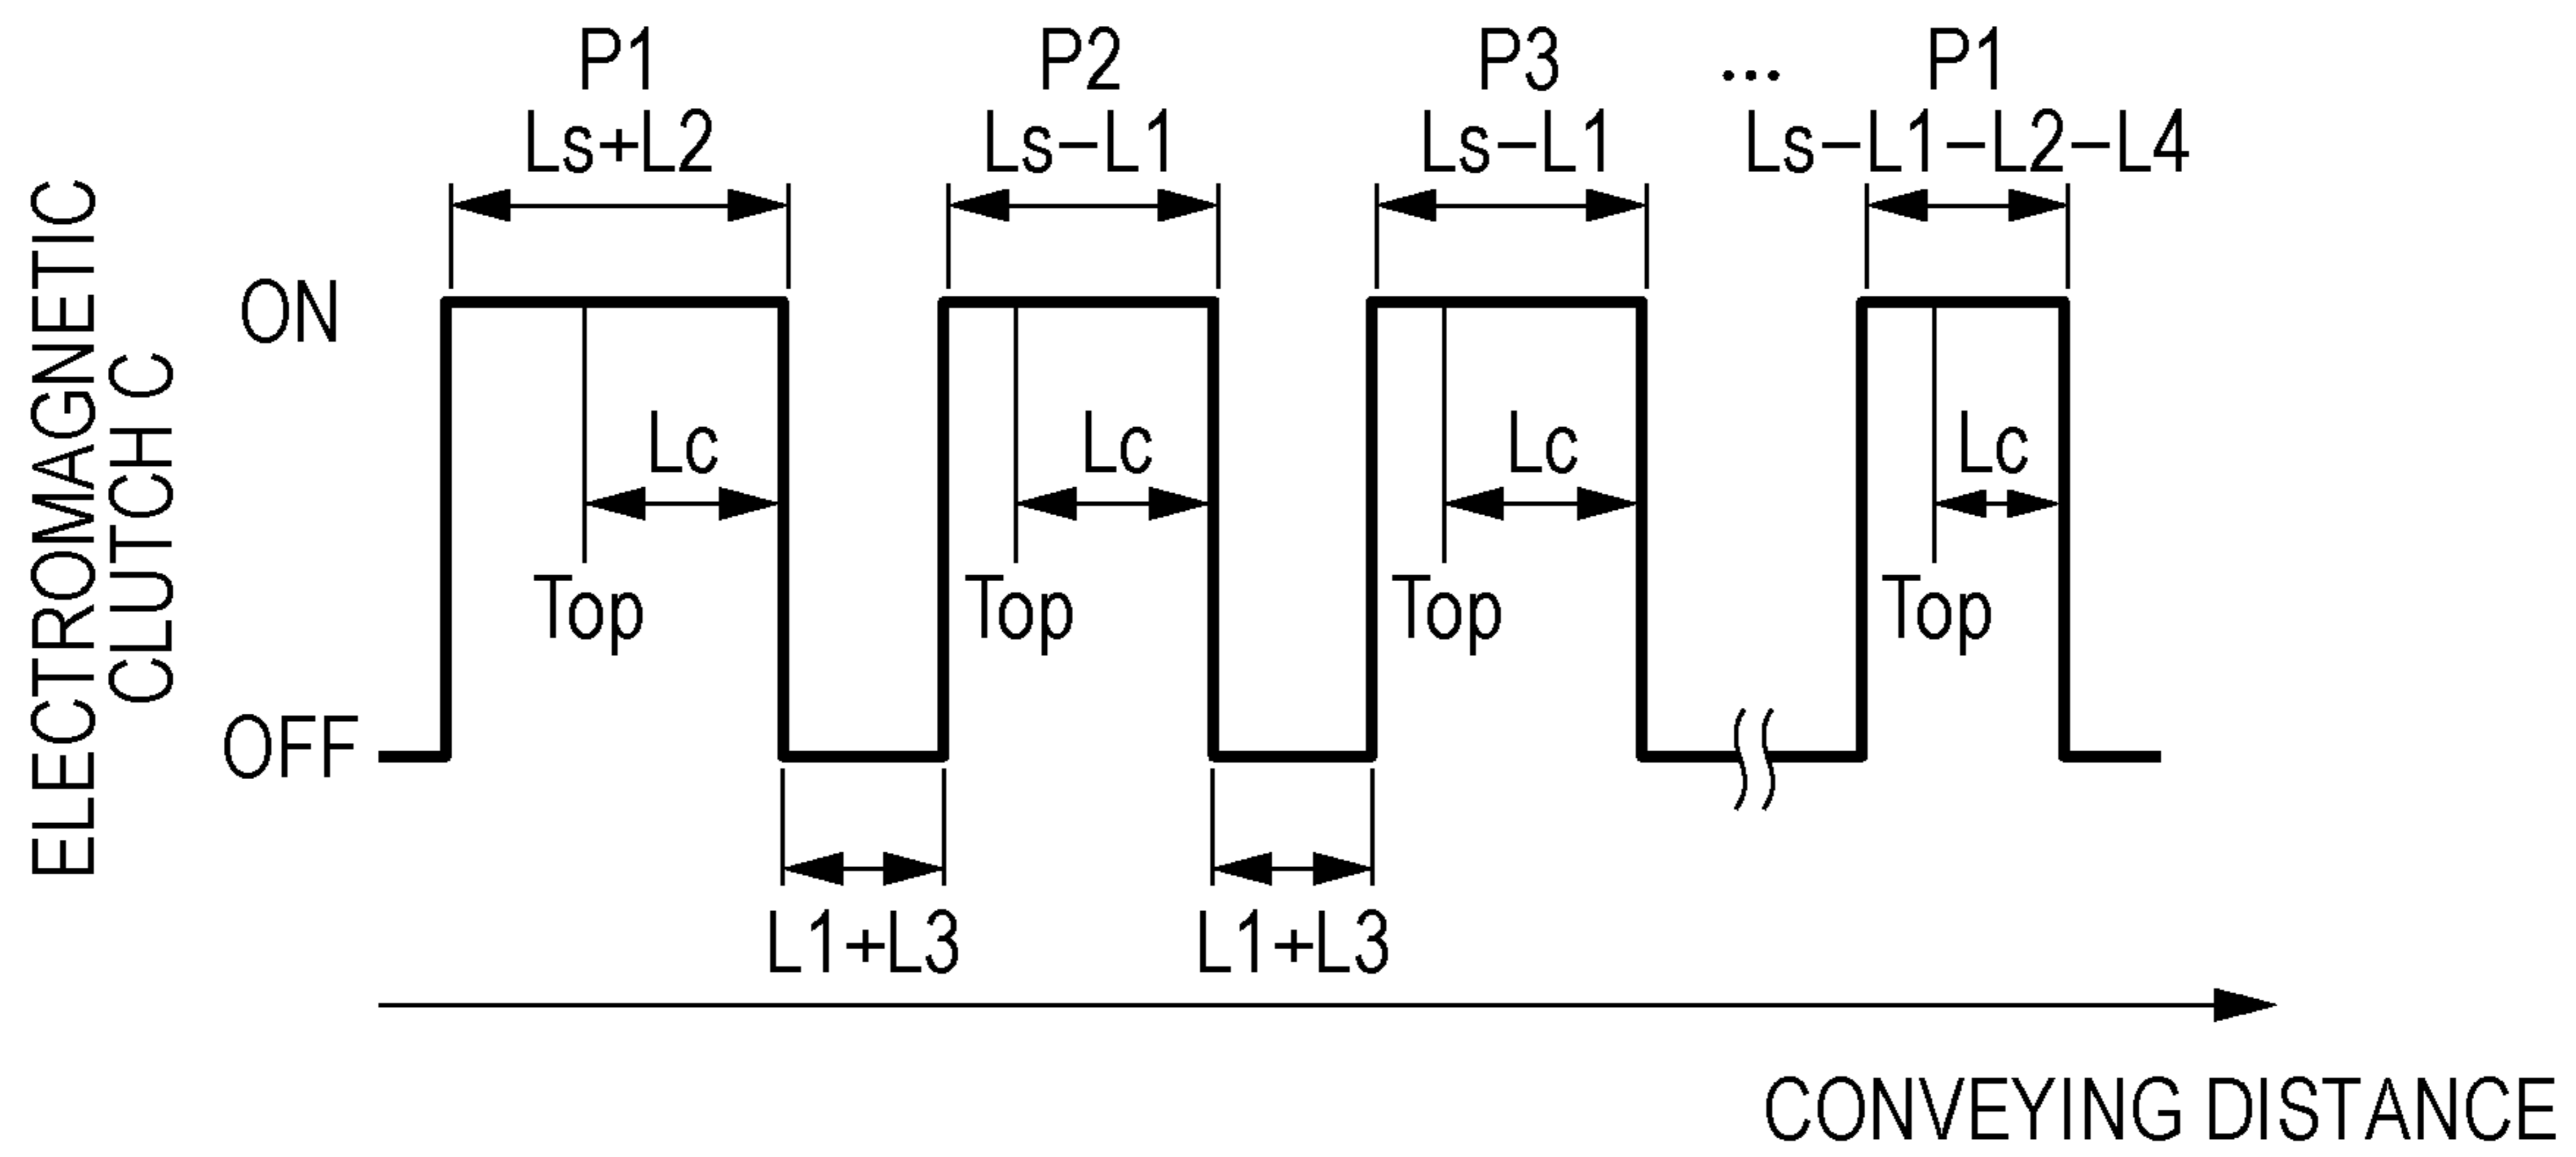 P1 P2 P3 ... P1
Ls+L2 Ls−L1 Ls−L1 Ls−L1−L2−L4
ELECTROMAGNETIC
CLUTCH C
ON
Lc Lc Lc Lc
Top Top Top Top
OFF
L1+L3 L1+L3
CONVEYING DISTANCE